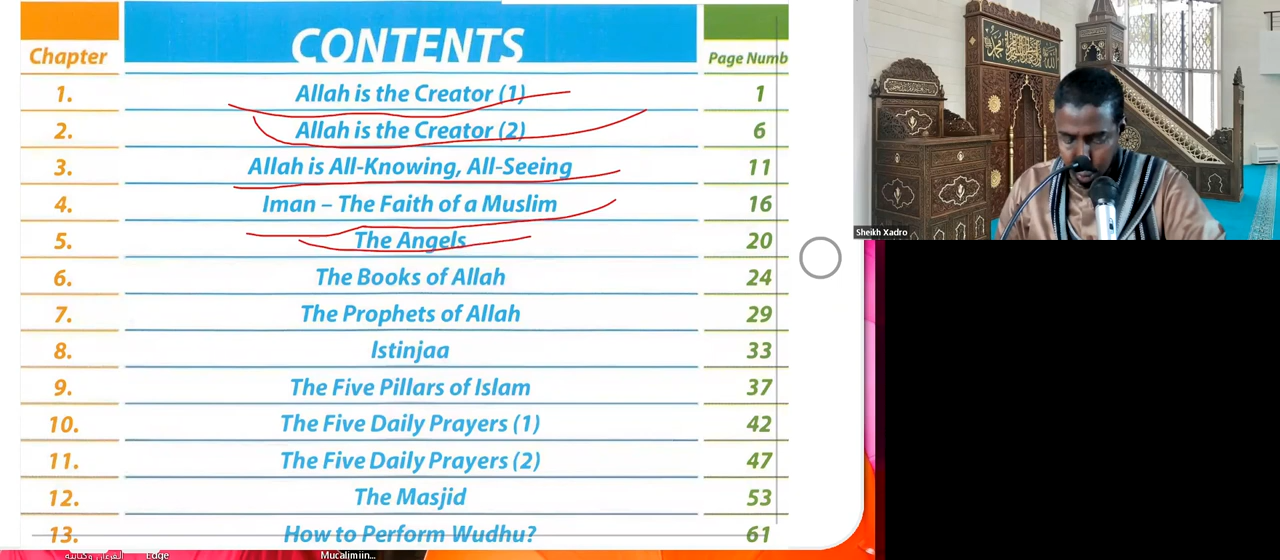 CONTENTS
Chapter Page Numb
1. Allah is the Creator (1) 1
2. Allah is the Creator (2) 6
3. Allah is All-Knowing, All-Seeing 11
4. Iman – The Faith of a Muslim 16
5. The Angels 20
6. The Books of Allah 24
7. The Prophets of Allah 29
8. Istinjaa 33
9. The Five Pillars of Islam 37
10. The Five Daily Prayers (1) 42
11. The Five Daily Prayers (2) 47
12. The Masjid 53
13. How to Perform Wudhu? 61
Sheikh Xadro
Edge Mucalimiin...